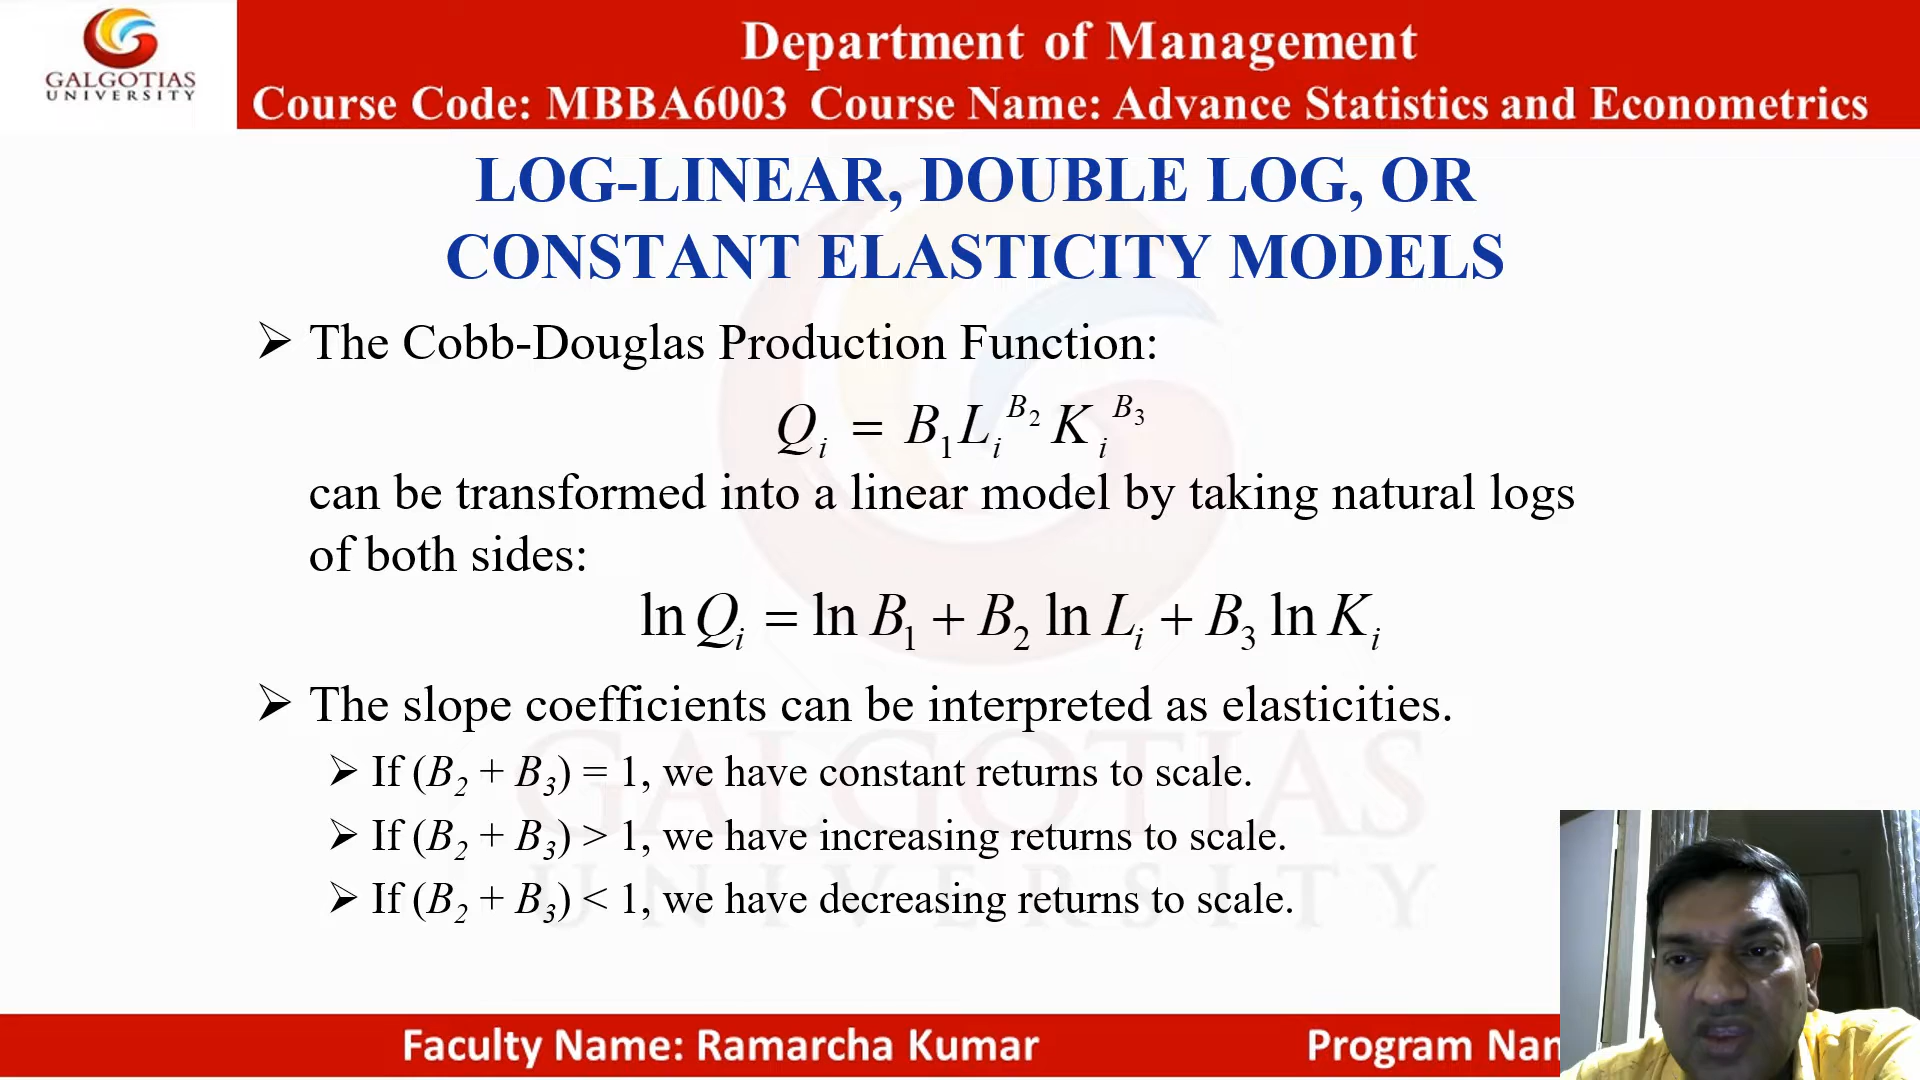 GALGOTIAS
UNIVERSITY
Department of Management
Course Code: MBBA6003 Course Name: Advance Statistics and Econometrics
LOG-LINEAR, DOUBLE LOG, OR
CONSTANT ELASTICITY MODELS
➢ The Cobb-Douglas Production Function:
Qᵢ = B₁Lᵢ^B₂ Kᵢ^B₃
can be transformed into a linear model by taking natural logs
of both sides:
ln Qᵢ = ln B₁ + B₂ ln Lᵢ + B₃ ln Kᵢ
➢ The slope coefficients can be interpreted as elasticities.
➢ If (B₂ + B₃) = 1, we have constant returns to scale.
➢ If (B₂ + B₃) > 1, we have increasing returns to scale.
➢ If (B₂ + B₃) < 1, we have decreasing returns to scale.
GALGOTIAS
UNIVERSITY
Faculty Name: Ramarcha Kumar
Program